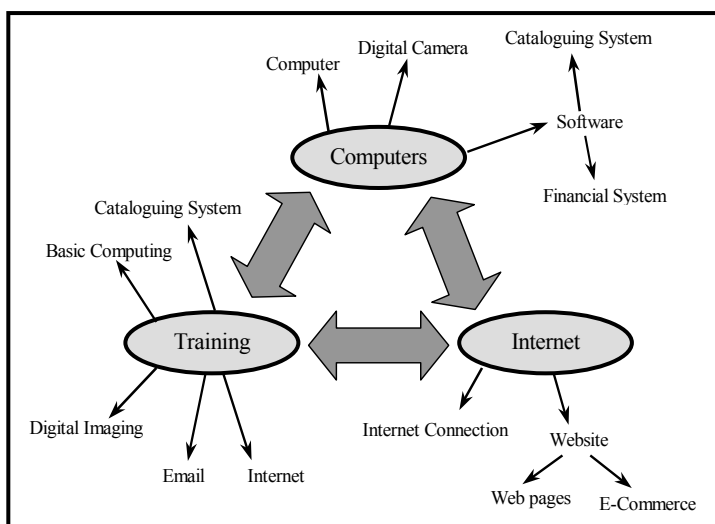 Digital Camera
Cataloguing System
Computer
Software
Computers
Financial System
Cataloguing System
Basic Computing
Training
Internet
Digital Imaging
Internet Connection
Website
Email
Internet
Web pages
E-Commerce